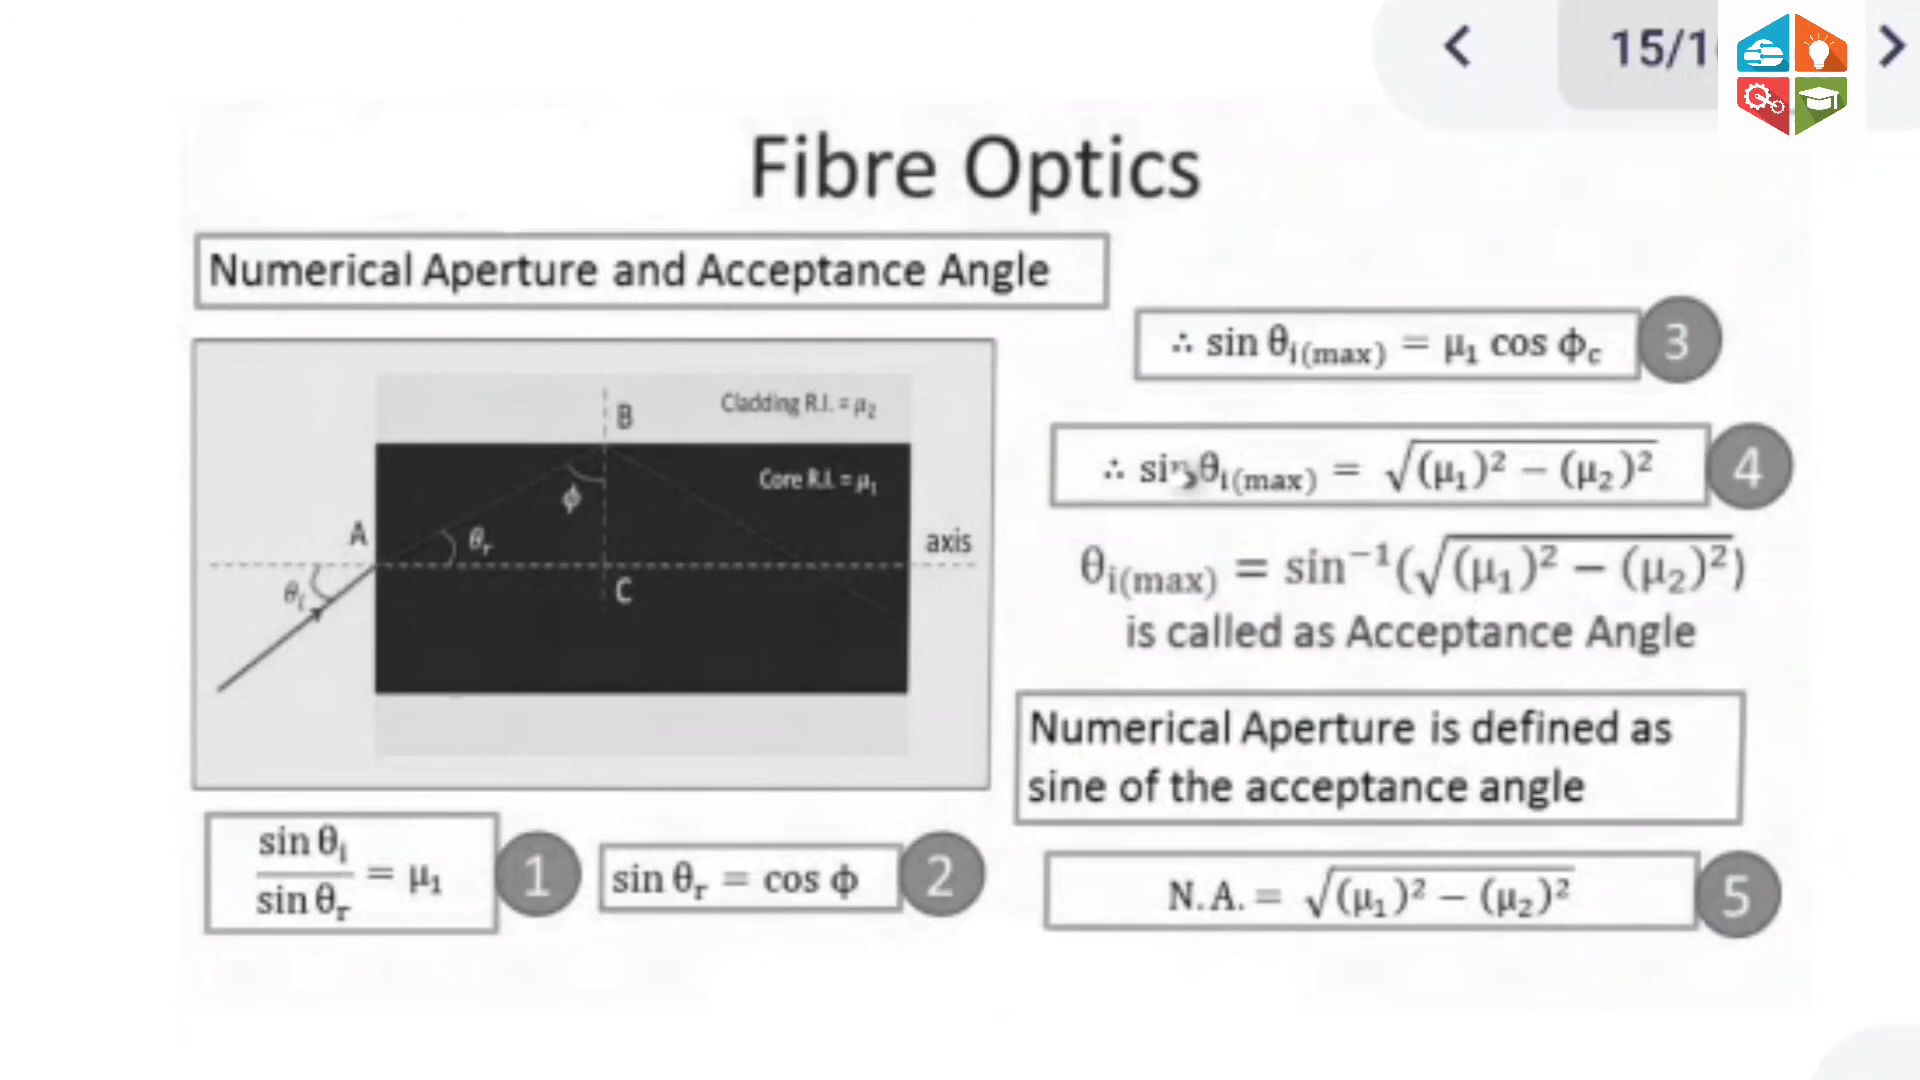 15/1
Fibre Optics
Numerical Aperture and Acceptance Angle
Cladding R.I. = μ₂
B
Core R.I. = μ₁
ϕ
A
θᵣ
axis
θᵢ
C
sin θᵢ / sin θᵣ = μ₁
1
sin θᵣ = cos ϕ
2
∴ sin θᵢ₍ₘₐₓ₎ = μ₁ cos ϕ_c
3
∴ sin θᵢ₍ₘₐₓ₎ = √(μ₁)² − (μ₂)²
4
θᵢ₍ₘₐₓ₎ = sin⁻¹(√(μ₁)² − (μ₂)²)
is called as Acceptance Angle
Numerical Aperture is defined as
sine of the acceptance angle
N. A. = √(μ₁)² − (μ₂)²
5